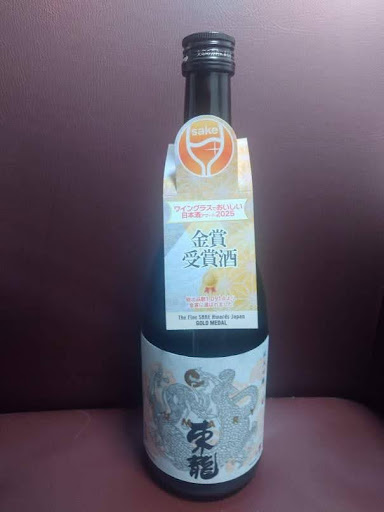 sake
ワイングラスでおいしい
日本酒アワード2025
金賞
受賞酒
The Fine SAKE Awards Japan
GOLD MEDAL
東龍